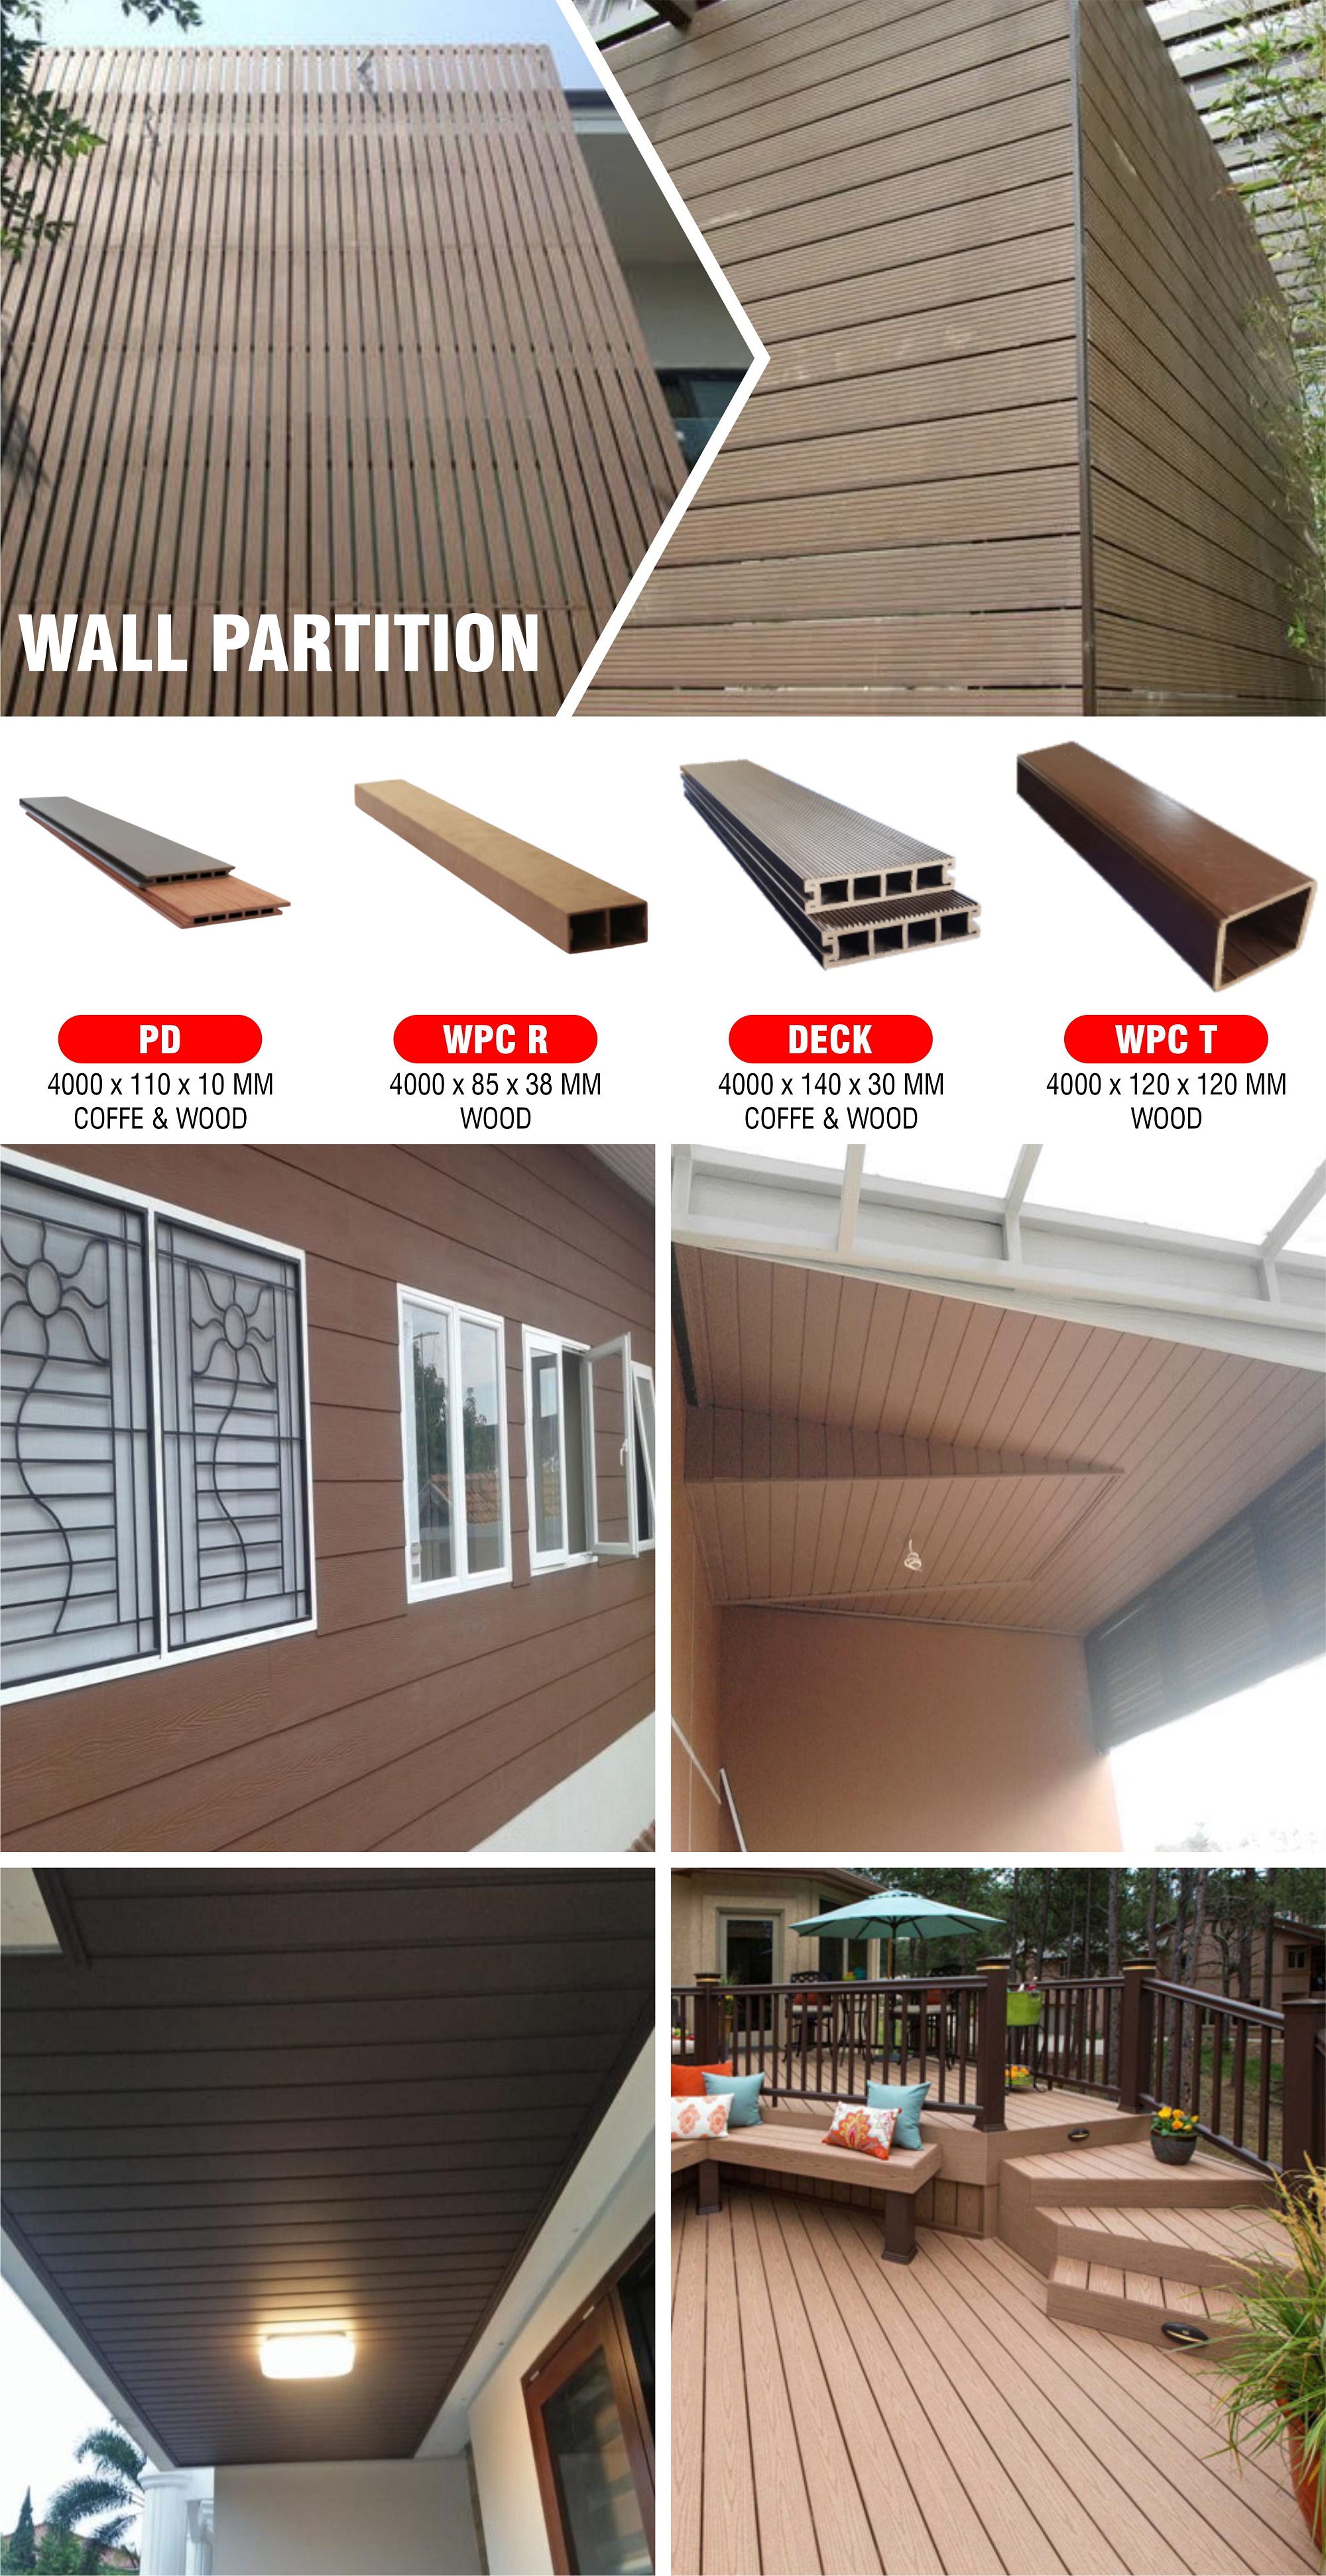 WALL PARTITION
PD
4000 x 110 x 10 MM
COFFE & WOOD
WPC R
4000 x 85 x 38 MM
WOOD
DECK
4000 x 140 x 30 MM
COFFE & WOOD
WPC T
4000 x 120 x 120 MM
WOOD